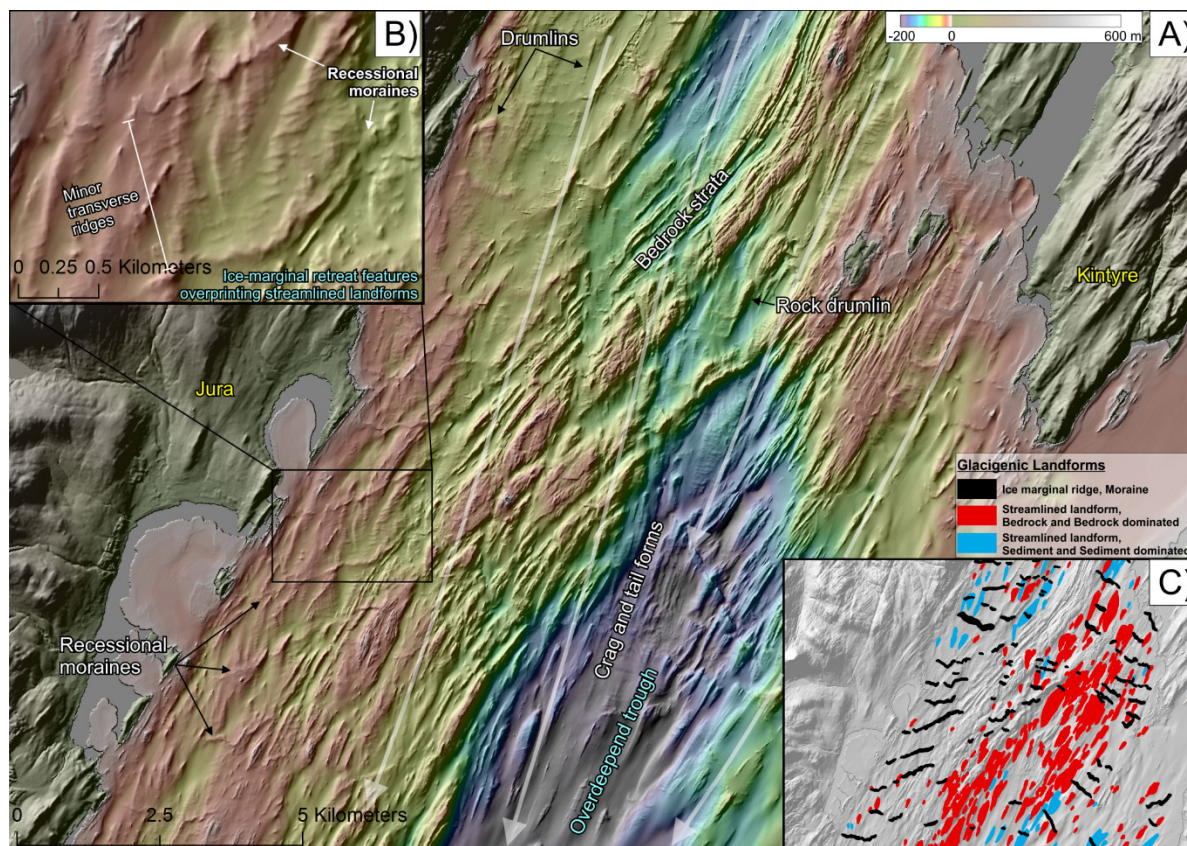 B)
Recessional
moraines
Minor
transverse
ridges
0 0.25 0.5 Kilometers
Ice-marginal retreat features
overprinting streamlined landforms
Drumlins
-200 0 600 m
A)
Bedrock strata
Rock drumlin
Kintyre
Jura
Recessional
moraines
Crag and tail forms
Overdeepend trough
0 2.5 5 Kilometers
Glacigenic Landforms
Ice marginal ridge, Moraine
Streamlined landform,
Bedrock and Bedrock dominated
Streamlined landform,
Sediment and Sediment dominated
C)